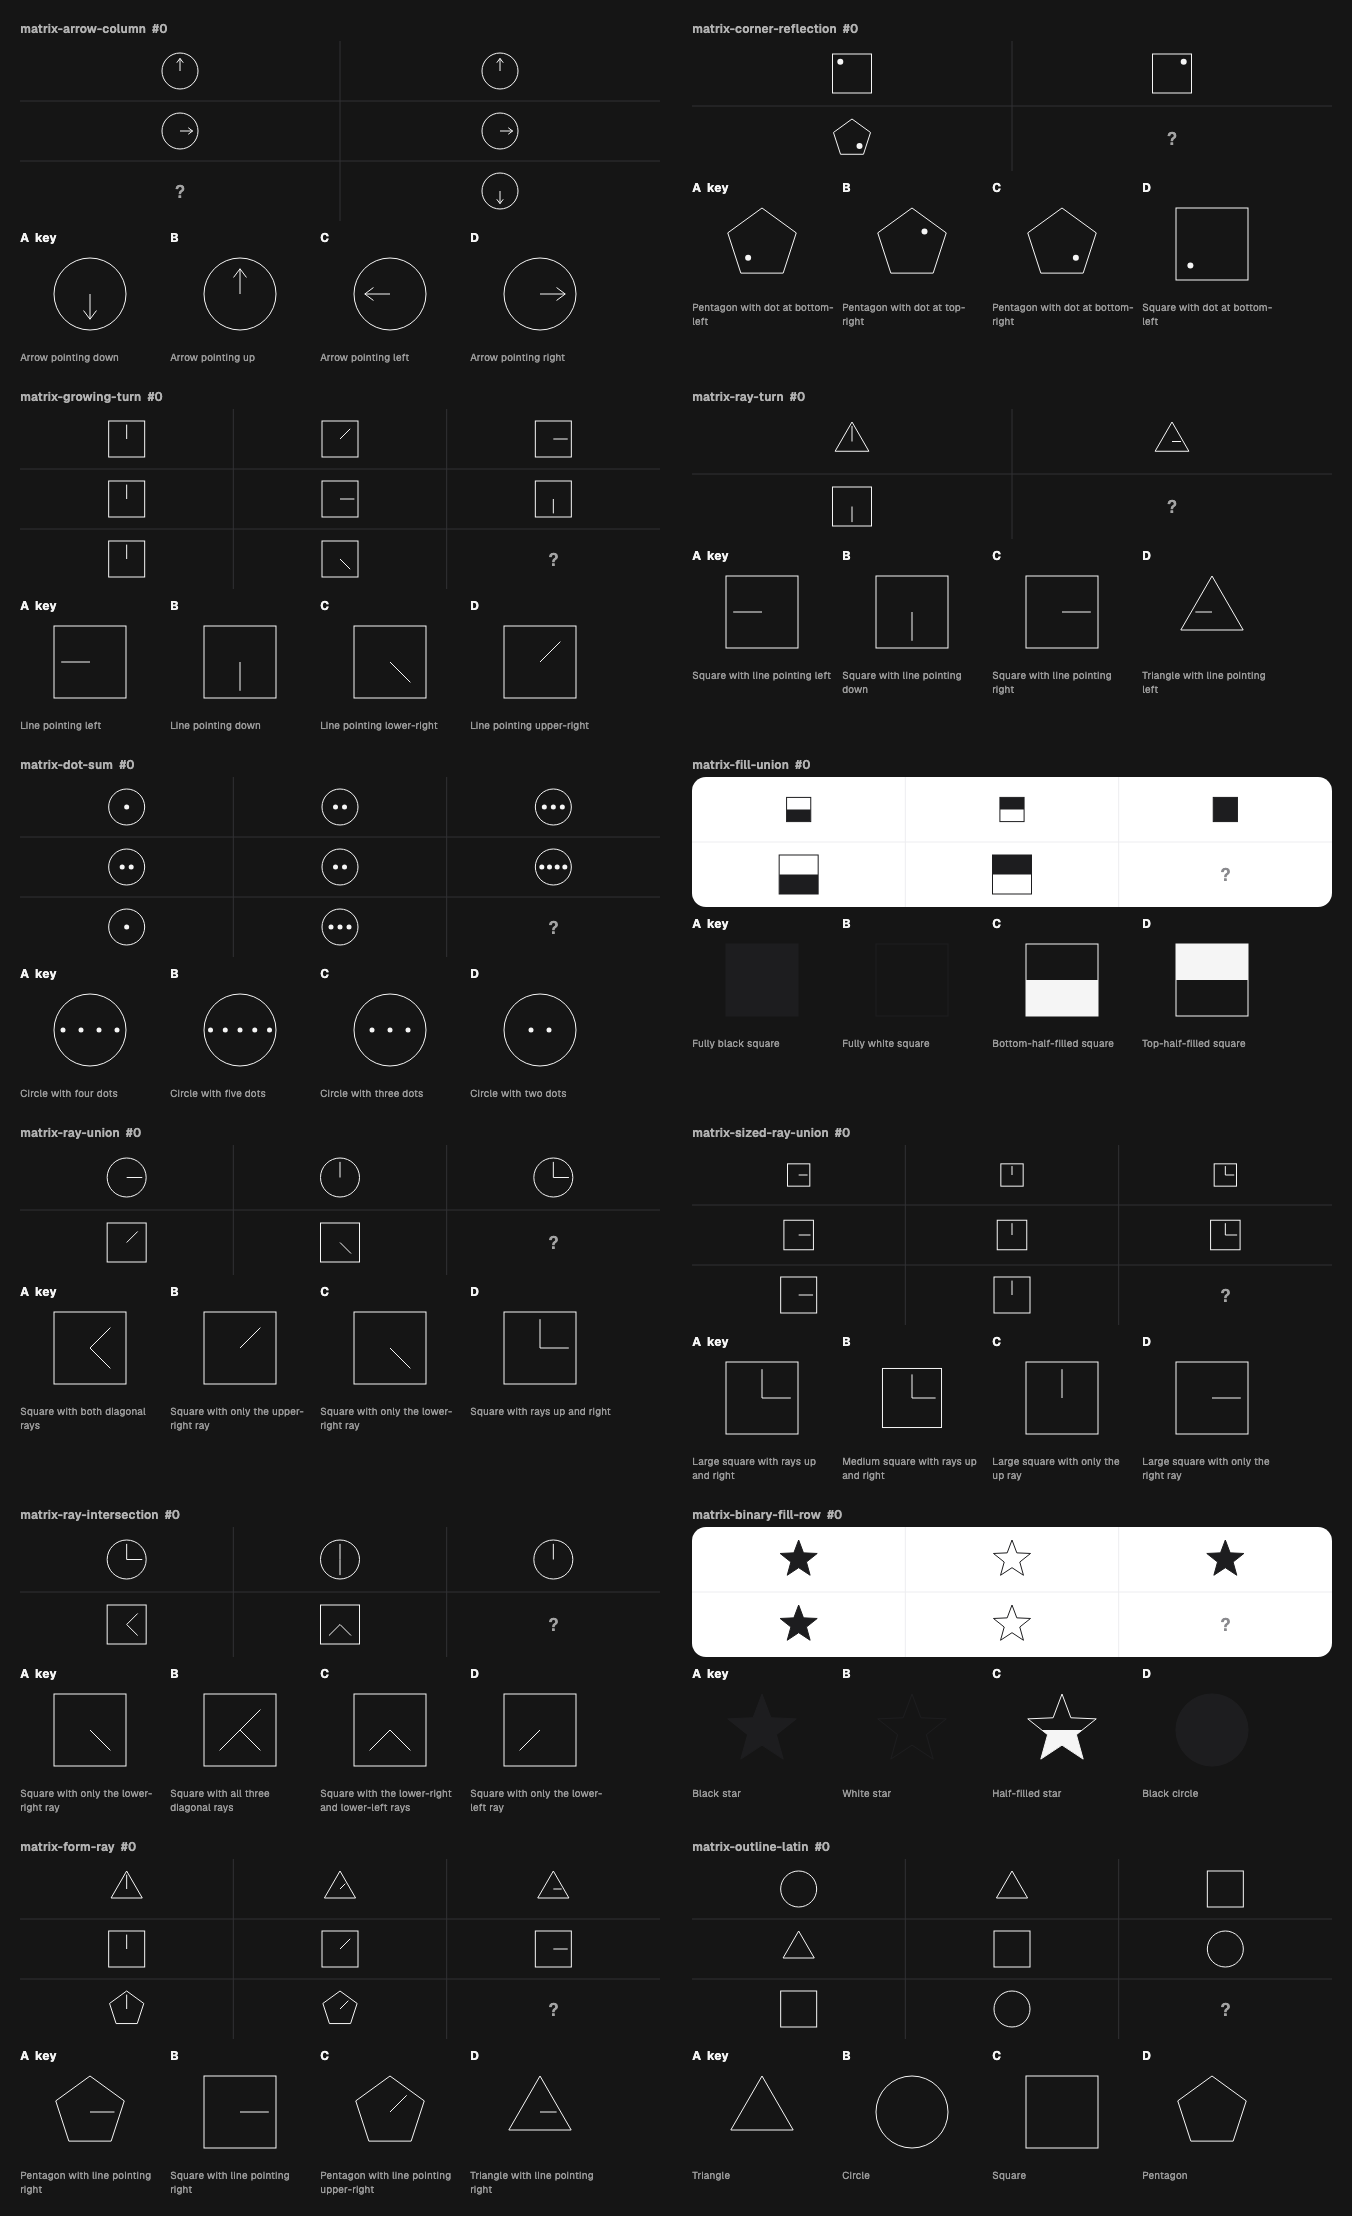 matrix-arrow-column #0
?
A key
B
C
D
Arrow pointing down
Arrow pointing up
Arrow pointing left
Arrow pointing right
matrix-corner-reflection #0
?
A key
B
C
D
Pentagon with dot at bottom-
left
Pentagon with dot at top-
right
Pentagon with dot at bottom-
right
Square with dot at bottom-
left
matrix-growing-turn #0
?
A key
B
C
D
Line pointing left
Line pointing down
Line pointing lower-right
Line pointing upper-right
matrix-ray-turn #0
?
A key
B
C
D
Square with line pointing left
Square with line pointing
down
Square with line pointing
right
Triangle with line pointing
left
matrix-dot-sum #0
?
A key
B
C
D
Circle with four dots
Circle with five dots
Circle with three dots
Circle with two dots
matrix-fill-union #0
?
A key
B
C
D
Fully black square
Fully white square
Bottom-half-filled square
Top-half-filled square
matrix-ray-union #0
?
A key
B
C
D
Square with both diagonal
rays
Square with only the upper-
right ray
Square with only the lower-
right ray
Square with rays up and right
matrix-sized-ray-union #0
?
A key
B
C
D
Large square with rays up
and right
Medium square with rays up
and right
Large square with only the
up ray
Large square with only the
right ray
matrix-ray-intersection #0
?
A key
B
C
D
Square with only the lower-
right ray
Square with all three
diagonal rays
Square with the lower-right
and lower-left rays
Square with only the lower-
left ray
matrix-binary-fill-row #0
?
A key
B
C
D
Black star
White star
Half-filled star
Black circle
matrix-form-ray #0
?
A key
B
C
D
Pentagon with line pointing
right
Square with line pointing
right
Pentagon with line pointing
upper-right
Triangle with line pointing
right
matrix-outline-latin #0
?
A key
B
C
D
Triangle
Circle
Square
Pentagon